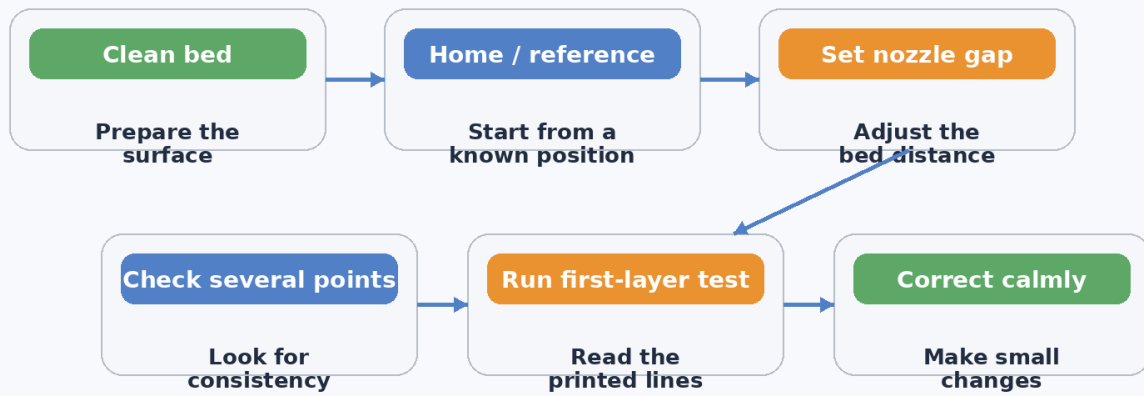 Clean bed
Prepare the
surface
Home / reference
Start from a
known position
Set nozzle gap
Adjust the
bed distance
Check several points
Look for
consistency
Run first-layer test
Read the
printed lines
Correct calmly
Make small
changes